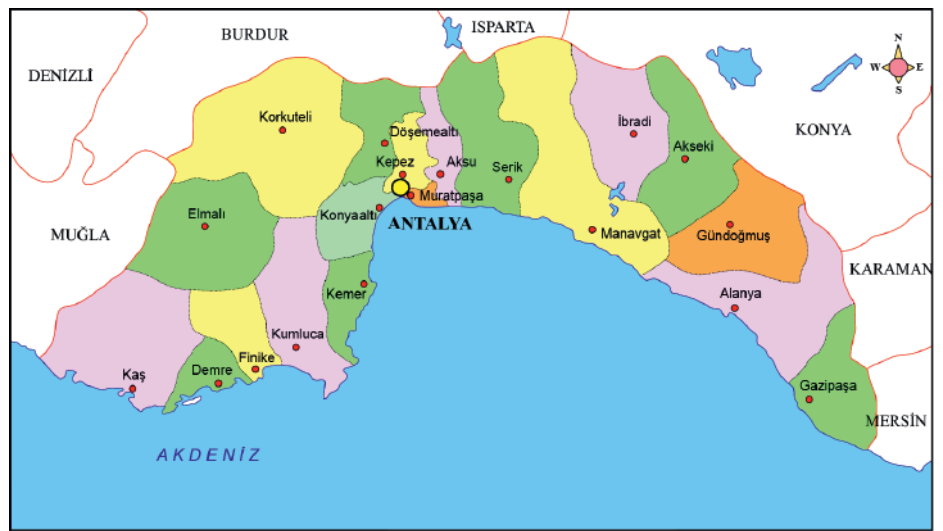 ISPARTA
BURDUR
N
W E
S
DENİZLİ
KONYA
Korkuteli
Döşemealtı
İbradi
Akseki
Kepez
Aksu
Serik
Muratpaşa
Elmalı
Konyaaltı
ANTALYA
MUĞLA
Manavgat
Gündoğmuş
KARAMAN
Kemer
Alanya
Kumluca
Finike
Demre
Kaş
Gazipaşa
MERSİN
AKDENİZ